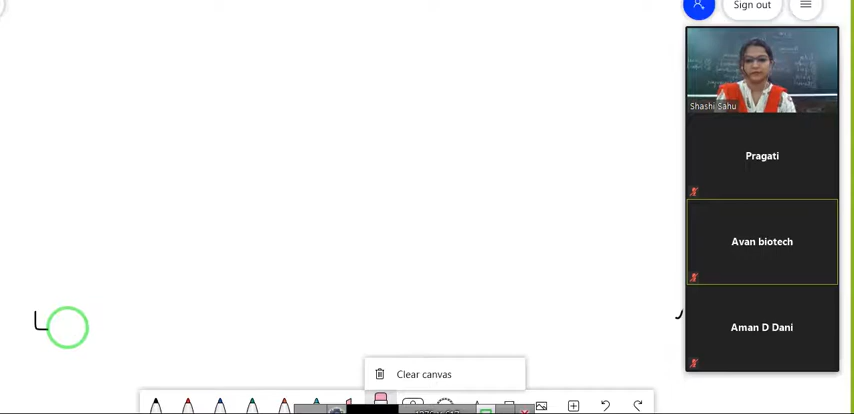 Sign out
Shashi Sahu
Pragati
Avan biotech
Aman D Dani
Clear canvas